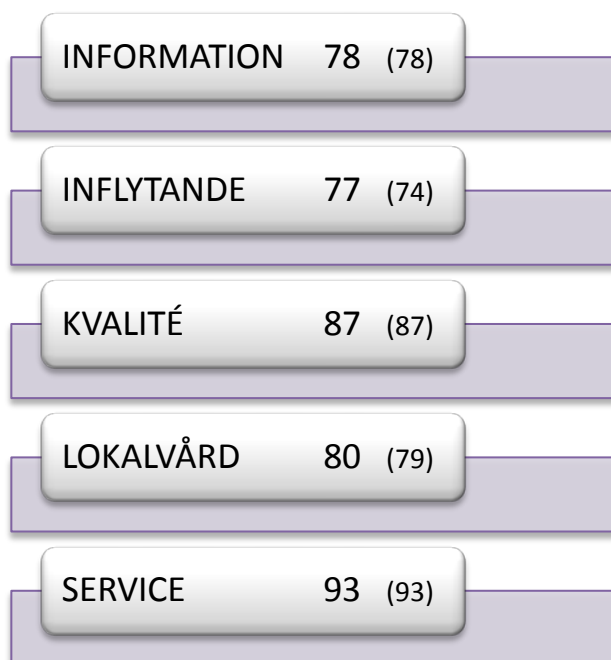 INFORMATION 78 (78)
INFLYTANDE 77 (74)
KVALITÉ 87 (87)
LOKALVÅRD 80 (79)
SERVICE 93 (93)